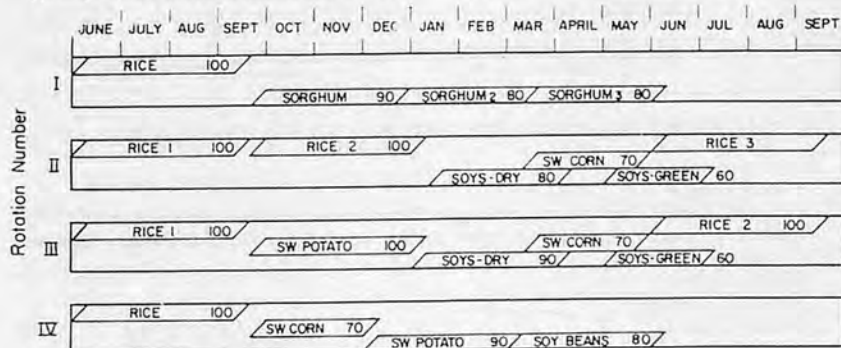 JUNE JULY AUG SEPT OCT NOV DEC JAN FEB MAR APRIL MAY JUN JUL AUG SEPT
Rotation Number
I
RICE 100
SORGHUM 90 SORGHUM 2 80 SORGHUM 3 80
II
RICE 1 100 RICE 2 100 RICE 3
SW CORN 70
SOYS-DRY 80 SOYS-GREEN 60
III
RICE 1 100 RICE 2 100
SW POTATO 100 SW CORN 70
SOYS-DRY 90 SOYS-GREEN 60
IV
RICE 100
SW CORN 70
SW POTATO 90 SOY BEANS 80